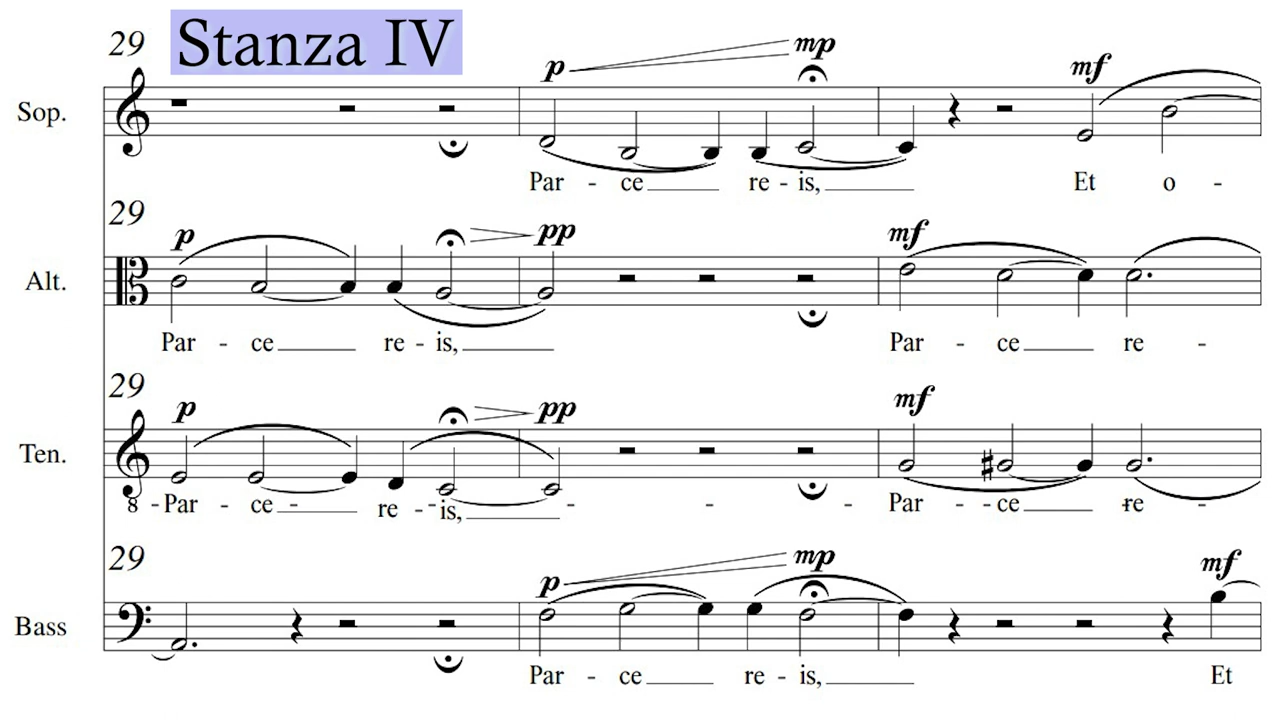 29 Stanza IV
p mp mf
Sop.
Par - ce re - is, Et o -
29
p pp mf
Alt.
Par - ce re - is, Par - ce re -
29
p pp mf
Ten.
8 - Par - ce - re - is, - - - Par - - ce re -
29
p mp mf
Bass
Par - ce re - is, Et